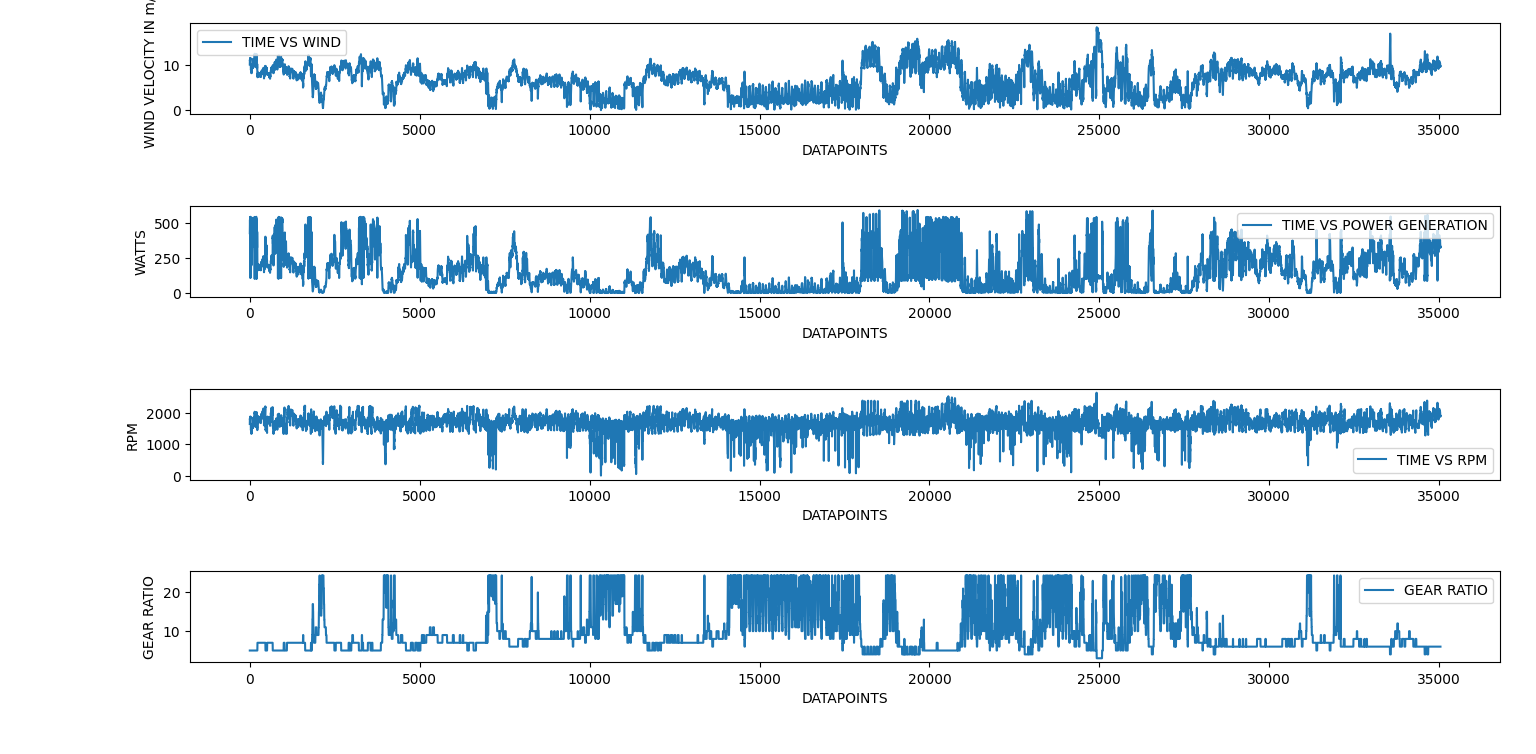 WIND VELOCITY IN m/
TIME VS WIND
10
0
0 5000 10000 15000 20000 25000 30000 35000
DATAPOINTS
WATTS
TIME VS POWER GENERATION
500
250
0
0 5000 10000 15000 20000 25000 30000 35000
DATAPOINTS
RPM
2000
1000
0
TIME VS RPM
0 5000 10000 15000 20000 25000 30000 35000
DATAPOINTS
GEAR RATIO
GEAR RATIO
20
10
0 5000 10000 15000 20000 25000 30000 35000
DATAPOINTS